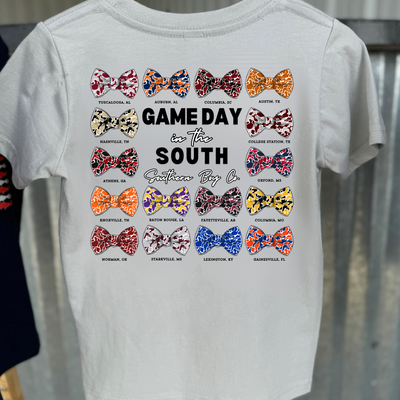 TUSCALOOSA, AL AUBURN, AL COLUMBIA, SC AUSTIN, TX
GAME DAY
in the
NASHVILLE, TN COLLEGE STATION, TX
SOUTH
Southern Boy Co.
ATHENS, GA OXFORD, MS
KNOXVILLE, TN BATON ROUGE, LA FAYETTEVILLE, AR COLUMBIA, MO
NORMAN, OK STARKVILLE, MO LEXINGTON, KY GAINESVILLE, FL